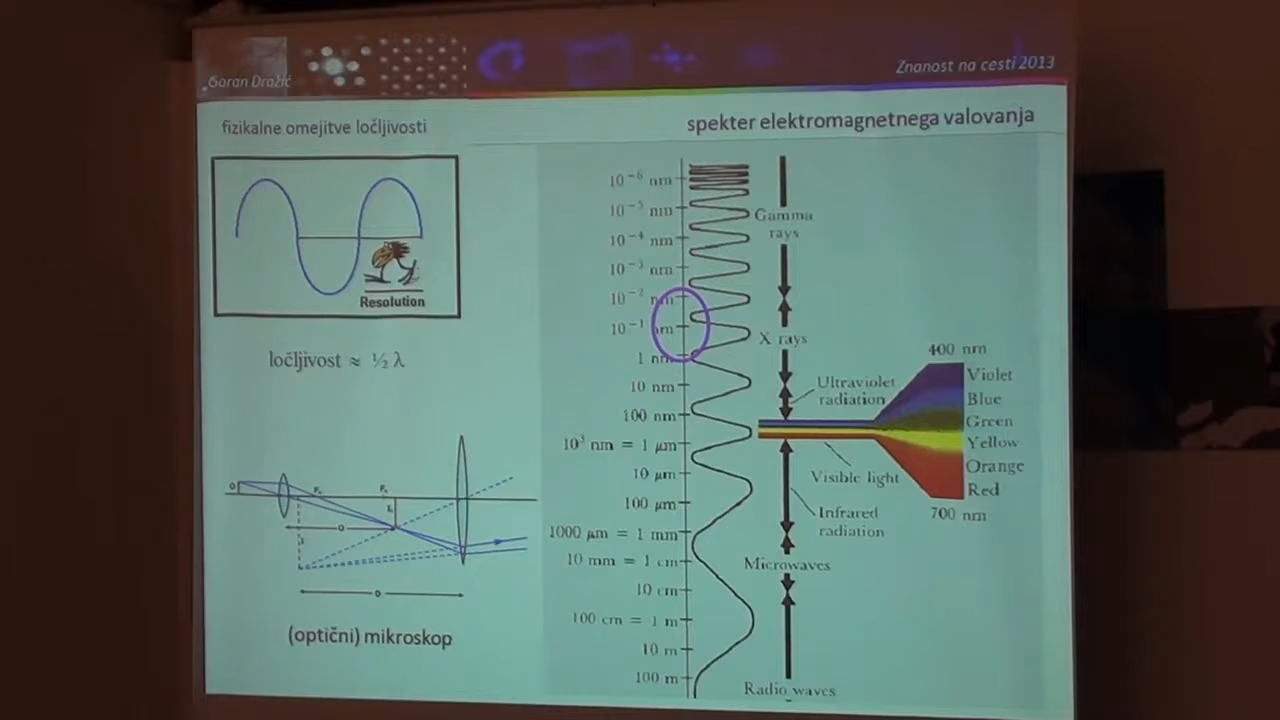 Goran Dražić
Znanost na cesti 2013
fizikalne omejitve ločljivosti
Resolution
ločljivost ≈ ½ λ
(optični) mikroskop
spekter elektromagnetnega valovanja
10⁻⁶ nm
10⁻⁵ nm
10⁻⁴ nm
10⁻³ nm
10⁻² nm
10⁻¹ nm
1 nm
10 nm
100 nm
10³ nm = 1 μm
10 μm
100 μm
1000 μm = 1 mm
10 mm = 1 cm
10 cm
100 cm = 1 m
10 m
100 m
Gamma
rays
X rays
Ultraviolet
radiation
Visible light
Infrared
radiation
Microwaves
Radio waves
400 nm
Violet
Blue
Green
Yellow
Orange
Red
700 nm